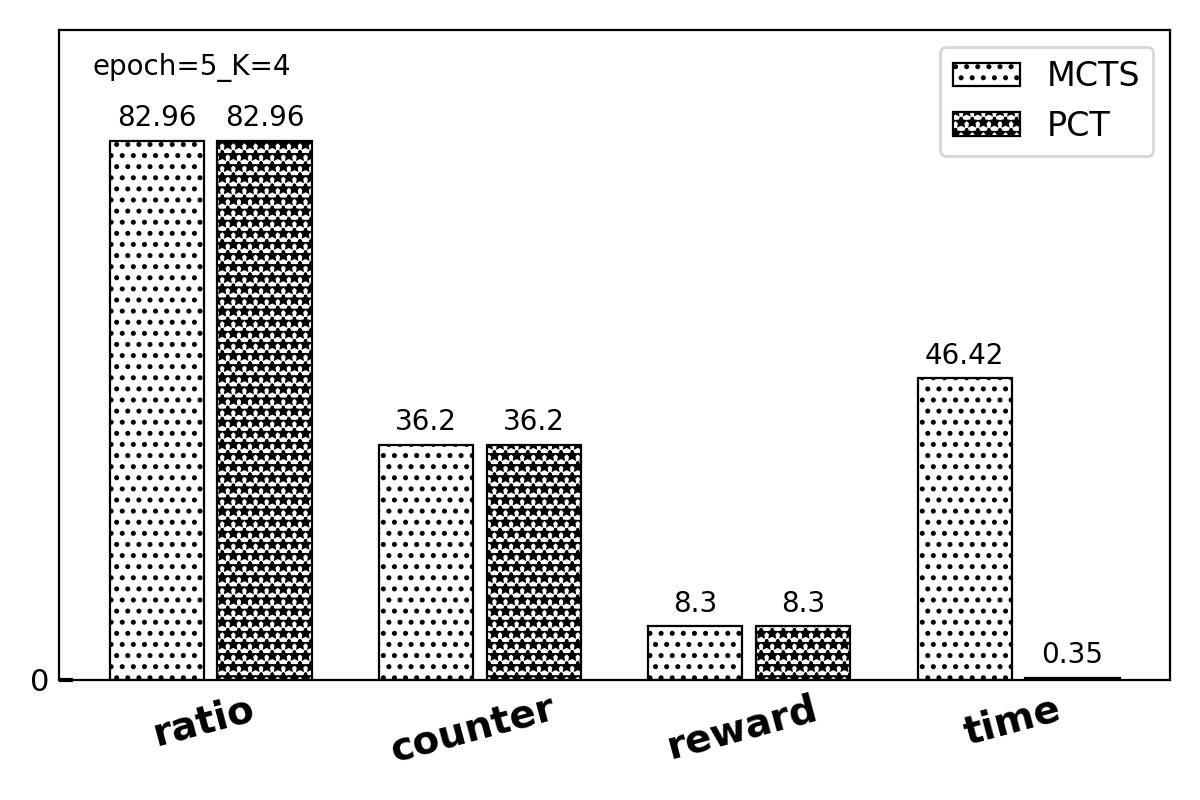 epoch=5_K=4
MCTS
PCT
82.96 82.96
36.2 36.2
8.3 8.3
46.42
0.35
0
ratio counter reward time